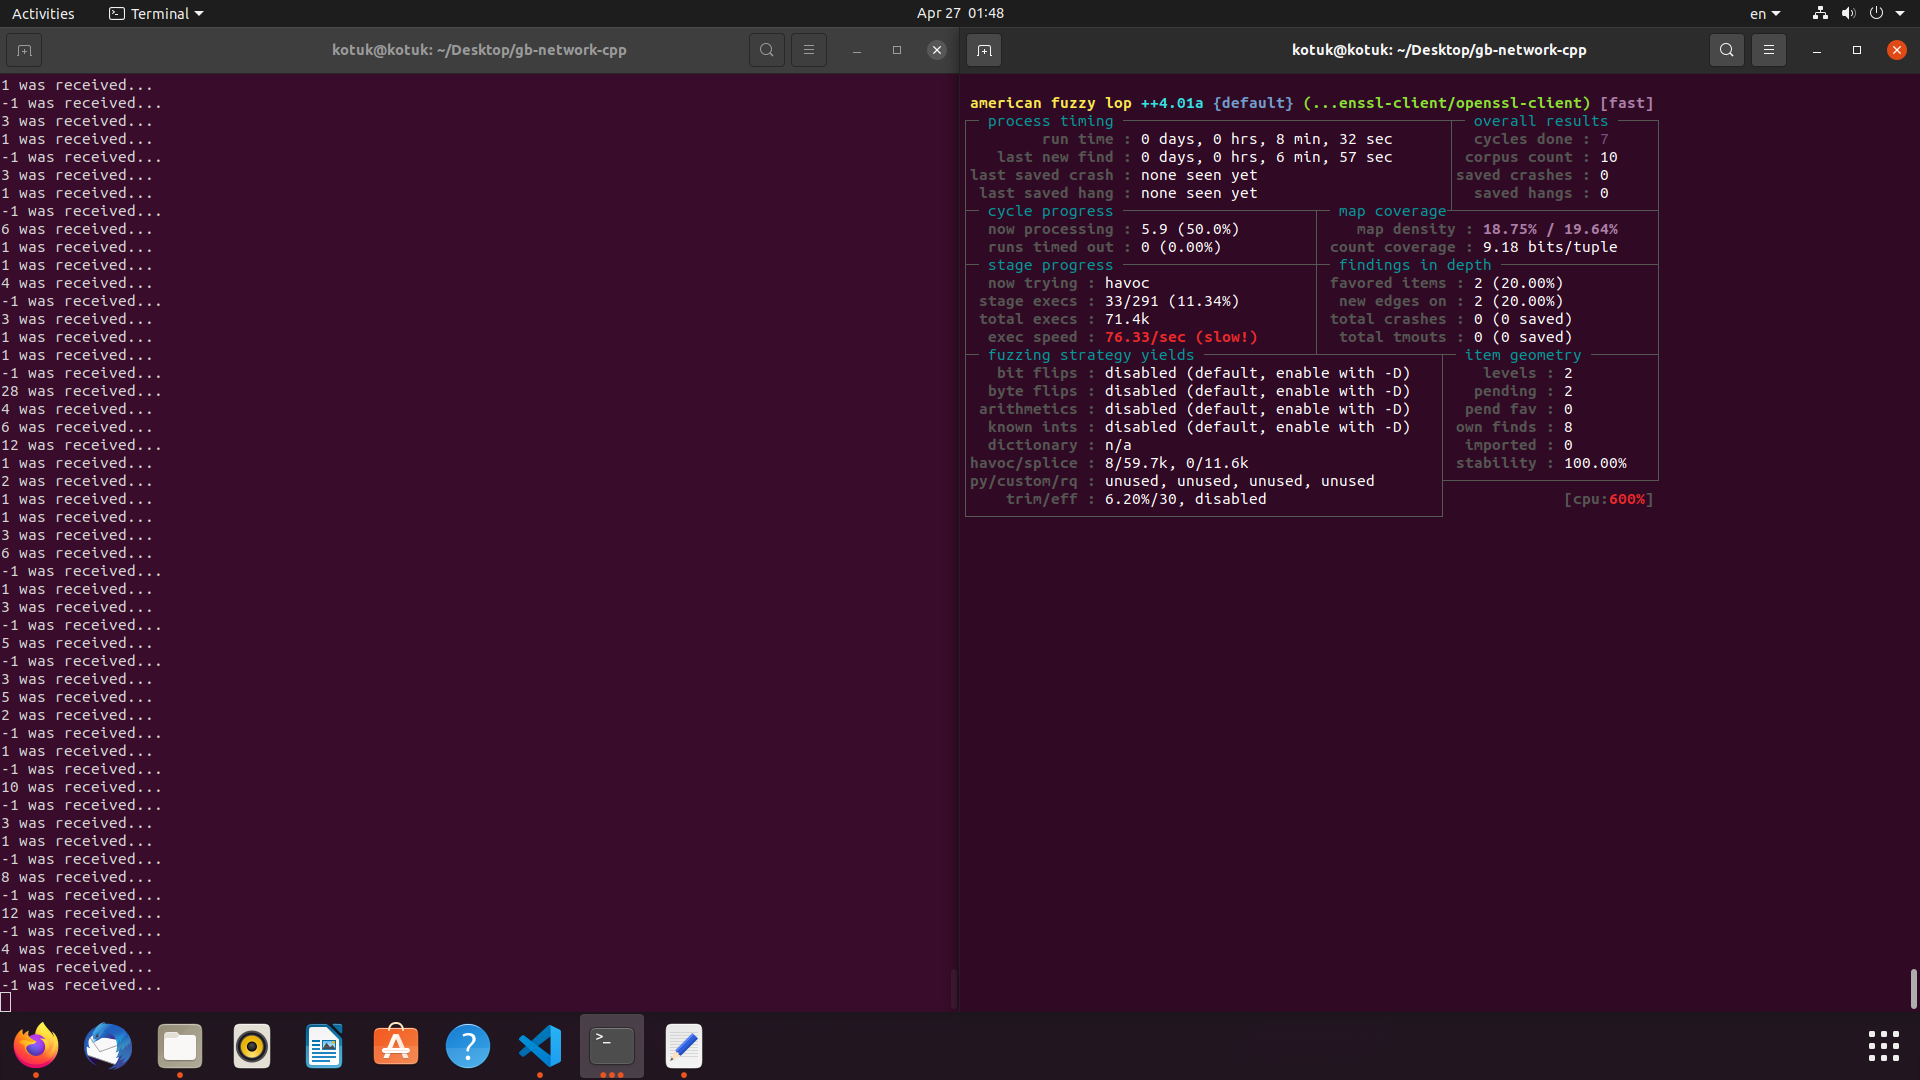 Activities Terminal Apr 27 01:48 en
kotuk@kotuk: ~/Desktop/gb-network-cpp
1 was received...
-1 was received...
3 was received...
1 was received...
-1 was received...
3 was received...
1 was received...
-1 was received...
6 was received...
1 was received...
1 was received...
4 was received...
-1 was received...
3 was received...
1 was received...
1 was received...
-1 was received...
28 was received...
4 was received...
6 was received...
12 was received...
1 was received...
2 was received...
1 was received...
1 was received...
3 was received...
6 was received...
-1 was received...
1 was received...
3 was received...
-1 was received...
5 was received...
-1 was received...
3 was received...
5 was received...
2 was received...
-1 was received...
1 was received...
-1 was received...
10 was received...
-1 was received...
3 was received...
1 was received...
-1 was received...
8 was received...
-1 was received...
12 was received...
-1 was received...
4 was received...
1 was received...
-1 was received...
kotuk@kotuk: ~/Desktop/gb-network-cpp
american fuzzy lop ++4.01a {default} (...enssl-client/openssl-client) [fast]
process timing overall results
run time : 0 days, 0 hrs, 8 min, 32 sec cycles done : 7
last new find : 0 days, 0 hrs, 6 min, 57 sec corpus count : 10
last saved crash : none seen yet saved crashes : 0
last saved hang : none seen yet saved hangs : 0
cycle progress map coverage
now processing : 5.9 (50.0%) map density : 18.75% / 19.64%
runs timed out : 0 (0.00%) count coverage : 9.18 bits/tuple
stage progress findings in depth
now trying : havoc favored items : 2 (20.00%)
stage execs : 33/291 (11.34%) new edges on : 2 (20.00%)
total execs : 71.4k total crashes : 0 (0 saved)
exec speed : 76.33/sec (slow!) total tmouts : 0 (0 saved)
fuzzing strategy yields item geometry
bit flips : disabled (default, enable with -D) levels : 2
byte flips : disabled (default, enable with -D) pending : 2
arithmetics : disabled (default, enable with -D) pend fav : 0
known ints : disabled (default, enable with -D) own finds : 8
dictionary : n/a imported : 0
havoc/splice : 8/59.7k, 0/11.6k stability : 100.00%
py/custom/rq : unused, unused, unused, unused
trim/eff : 6.20%/30, disabled [cpu:600%]